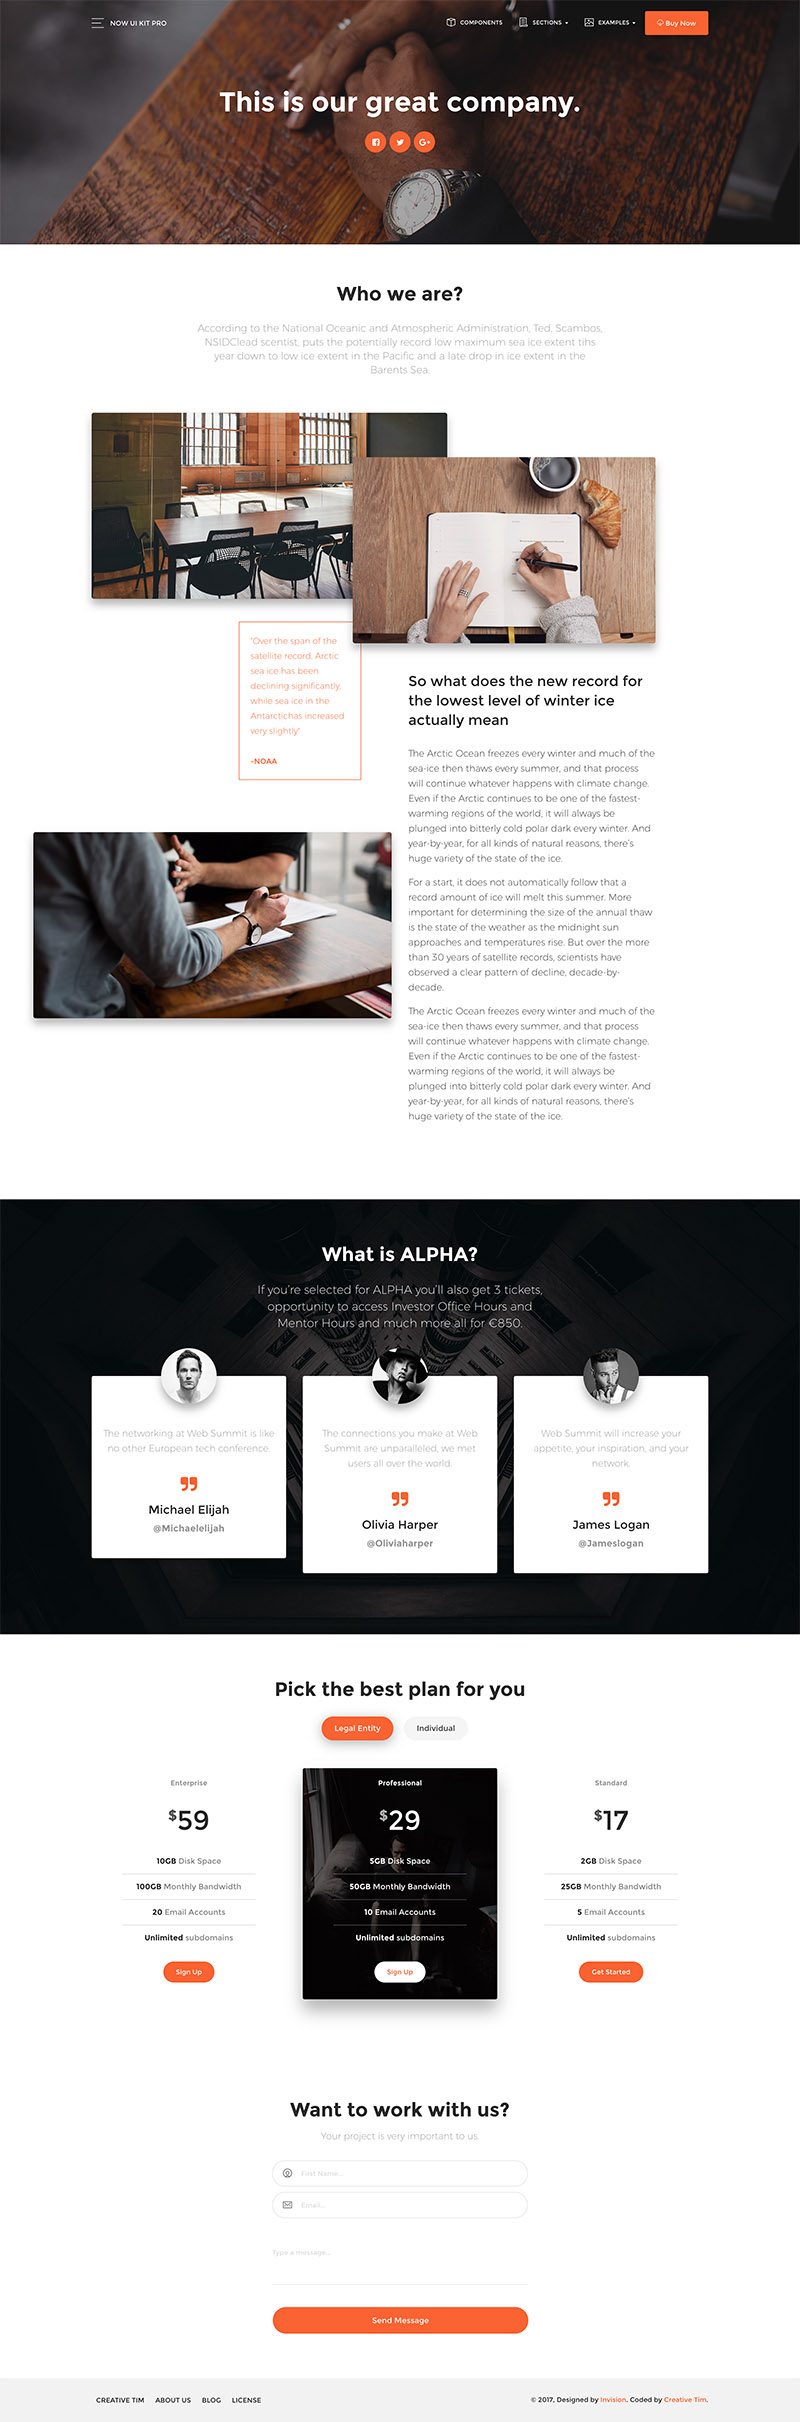 NOW UI KIT PRO
COMPONENTS
SECTIONS
EXAMPLES
Buy Now
This is our great company.
Who we are?
According to the National Oceanic and Atmospheric Administration, Ted, Scambos,
NSIDClead scentist, puts the potentially record low maximum sea ice extent tihs
year down to low ice extent in the Pacific and a late drop in ice extent in the
Barents Sea.
"Over the span of the
satellite record, Arctic
sea ice has been
declining significantly,
while sea ice in the
Antarctichas increased
very slightly"
-NOAA
So what does the new record for
the lowest level of winter ice
actually mean
The Arctic Ocean freezes every winter and much of the
sea-ice then thaws every summer, and that process
will continue whatever happens with climate change.
Even if the Arctic continues to be one of the fastest-
warming regions of the world, it will always be
plunged into bitterly cold polar dark every winter. And
year-by-year, for all kinds of natural reasons, there's
huge variety of the state of the ice.
For a start, it does not automatically follow that a
record amount of ice will melt this summer. More
important for determining the size of the annual thaw
is the state of the weather as the midnight sun
approaches and temperatures rise. But over the more
than 30 years of satellite records, scientists have
observed a clear pattern of decline, decade-by-
decade.
The Arctic Ocean freezes every winter and much of the
sea-ice then thaws every summer, and that process
will continue whatever happens with climate change.
Even if the Arctic continues to be one of the fastest-
warming regions of the world, it will always be
plunged into bitterly cold polar dark every winter. And
year-by-year, for all kinds of natural reasons, there's
huge variety of the state of the ice.
What is ALPHA?
If you're selected for ALPHA you'll also get 3 tickets,
opportunity to access Investor Office Hours and
Mentor Hours and much more all for €850.
The networking at Web Summit is like
no other European tech conference.
Michael Elijah
@Michaelelijah
The connections you make at Web
Summit are unparalleled, we met
users all over the world.
Olivia Harper
@Oliviaharper
Web Summit will increase your
appetite, your inspiration, and your
network.
James Logan
@Jameslogan
Pick the best plan for you
Legal Entity
Individual
Enterprise
$59
10GB Disk Space
100GB Monthly Bandwidth
20 Email Accounts
Unlimited subdomains
Sign Up
Professional
$29
5GB Disk Space
50GB Monthly Bandwidth
10 Email Accounts
Unlimited subdomains
Sign Up
Standard
$17
2GB Disk Space
25GB Monthly Bandwidth
5 Email Accounts
Unlimited subdomains
Get Started
Want to work with us?
Your project is very important to us.
First Name...
Email...
Type a message...
Send Message
CREATIVE TIM
ABOUT US
BLOG
LICENSE
© 2017, Designed by Invision. Coded by Creative Tim.